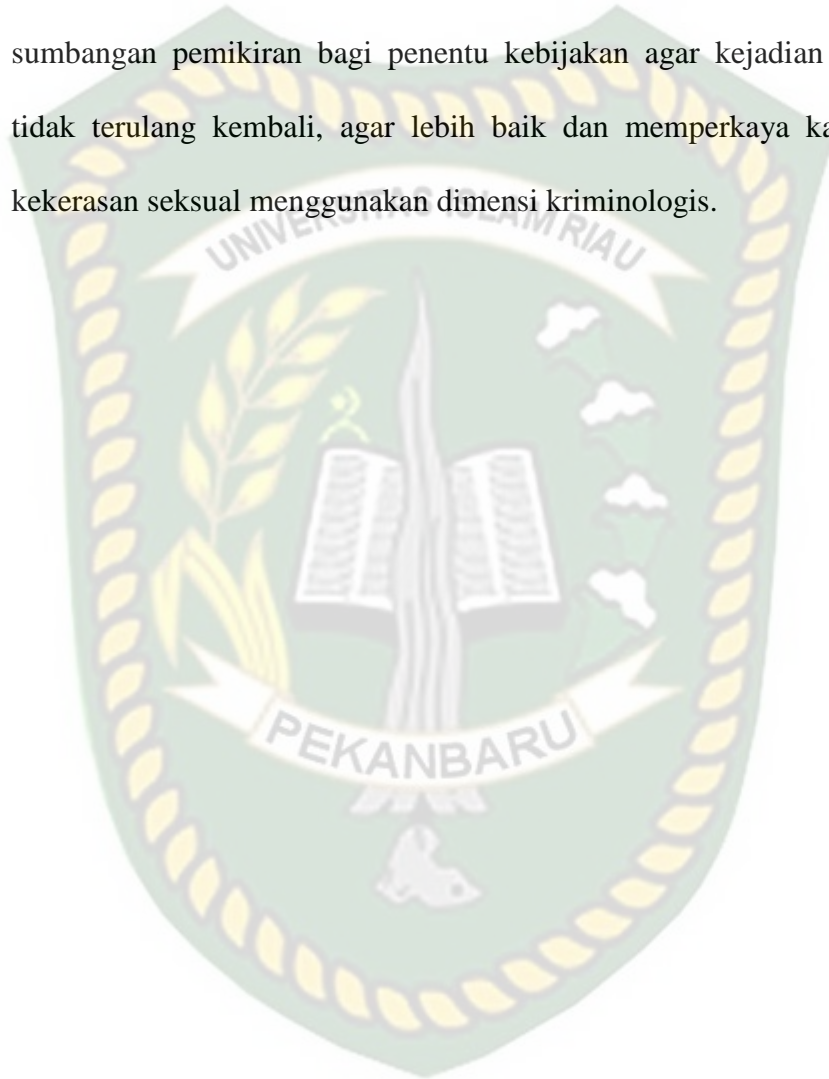 sumbangan pemikiran bagi penentu kebijakan agar kejadian
tidak terulang kembali, agar lebih baik dan memperkaya
kekerasan seksual menggunakan dimensi kriminologis.
UNIVERSITAS ISLAM RIAU
PEKANBARU